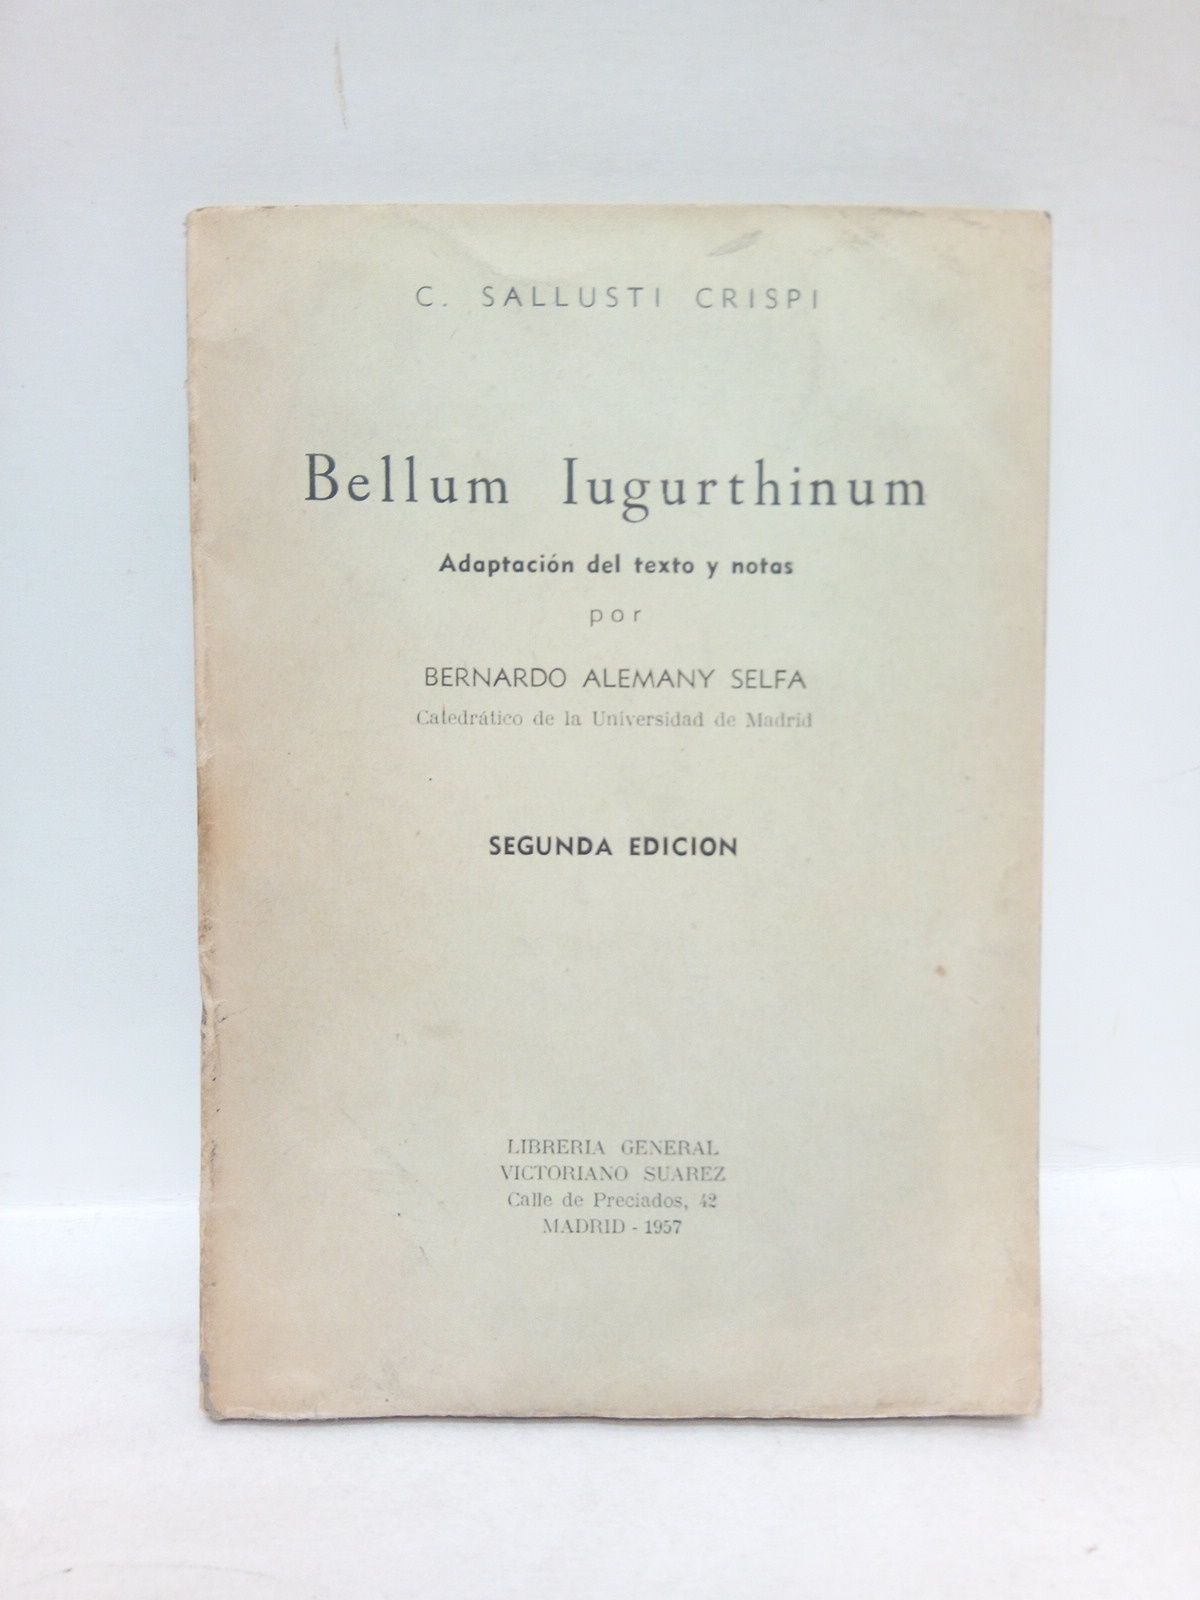 C. SALLUSTI CRISPI
Bellum Iugurthinum
Adaptación del texto y notas
por
BERNARDO ALEMANY SELFA
Catedrático de la Universidad de Madrid
SEGUNDA EDICION
LIBRERIA GENERAL
VICTORIANO SUAREZ
Calle de Preciados, 42
MADRID - 1957